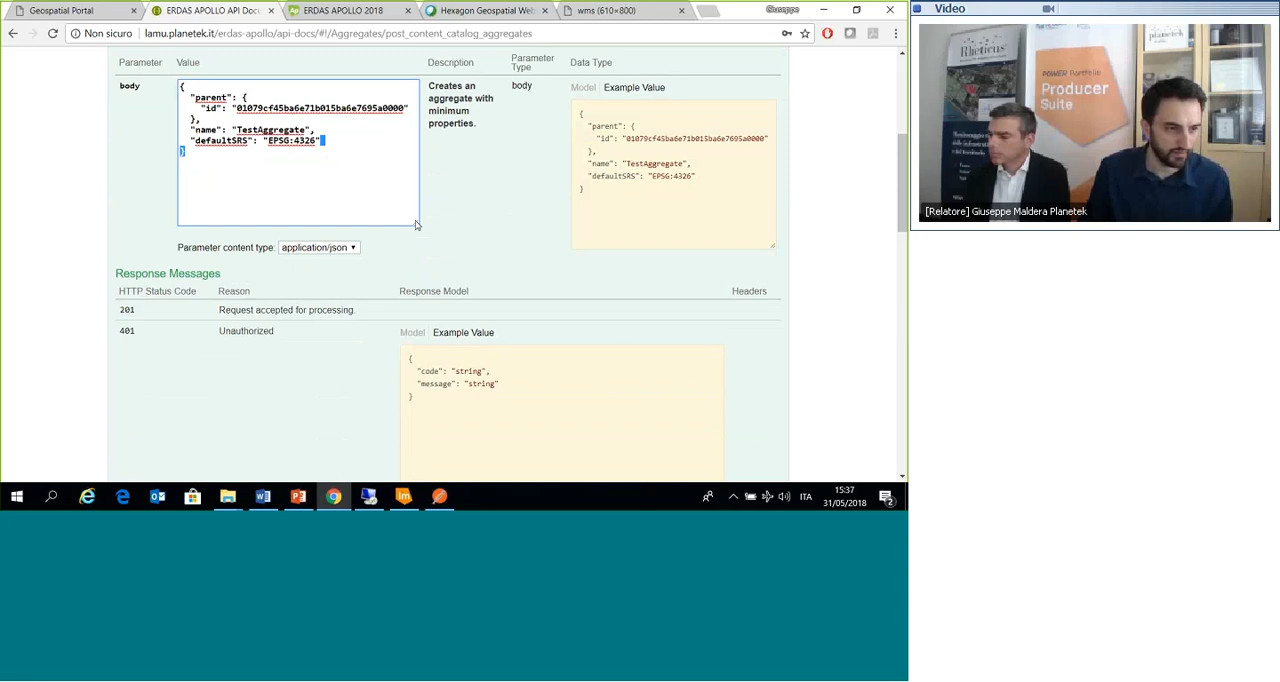 Geospatial Portal
ERDAS APOLLO API Doc
ERDAS APOLLO 2018
Hexagon Geospatial Web
wms (610×800)
Giuseppe
Non sicuro
lamu.planetek.it/erdas-apollo/api-docs/#!/Aggregates/post_content_catalog_aggregates
Parameter
Value
Description
Parameter Type
Data Type
body
{
"parent": {
"id": "01079cf45ba6e71b015ba6e7695a0000"
},
"name": "TestAggregate",
"defaultSRS": "EPSG:4326"
}
Creates an
aggregate with
minimum
properties.
body
Model
Example Value
{
"parent": {
"id": "01079cf45ba6e71b015ba6e7695a0000"
},
"name": "TestAggregate",
"defaultSRS": "EPSG:4326"
}
Parameter content type: application/json
Response Messages
HTTP Status Code
Reason
Response Model
Headers
201
Request accepted for processing.
401
Unauthorized
Model
Example Value
{
"code": "string",
"message": "string"
}
ITA
15:37
31/05/2018
2
Video
Rheticus
planetek
POWER Portfolio
Producer
Suite
[Relatore] Giuseppe Maldera Planetek